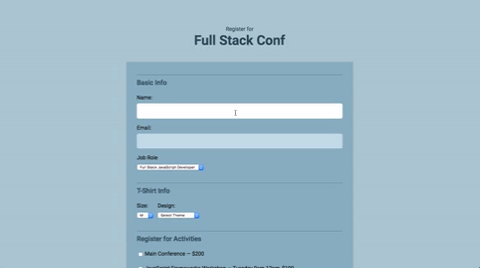 Register for
Full Stack Conf
Basic Info
Name:
Email:
Job Role
Full Stack JavaScript Developer
T-Shirt Info
Size: Design:
Select Theme
Register for Activities
Main Conference — $200